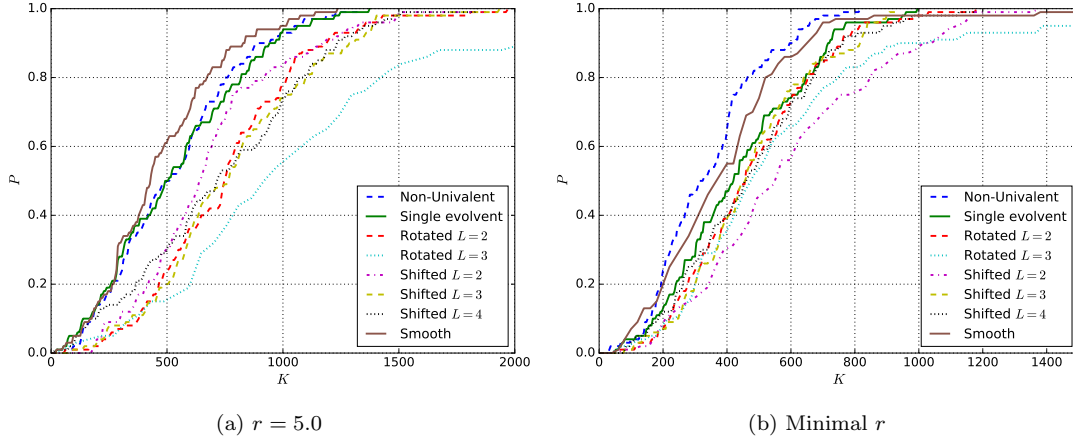 1.0
0.8
0.6
P
0.4
0.2
0.0
0 500 1000 1500 2000
K
Non-Univalent
Single evolvent
Rotated L=2
Rotated L=3
Shifted L=2
Shifted L=3
Shifted L=4
Smooth
(a) r = 5.0
1.0
0.8
0.6
P
0.4
0.2
0.0
0 200 400 600 800 1000 1200 1400
K
Non-Univalent
Single evolvent
Rotated L=2
Rotated L=3
Shifted L=2
Shifted L=3
Shifted L=4
Smooth
(b) Minimal r